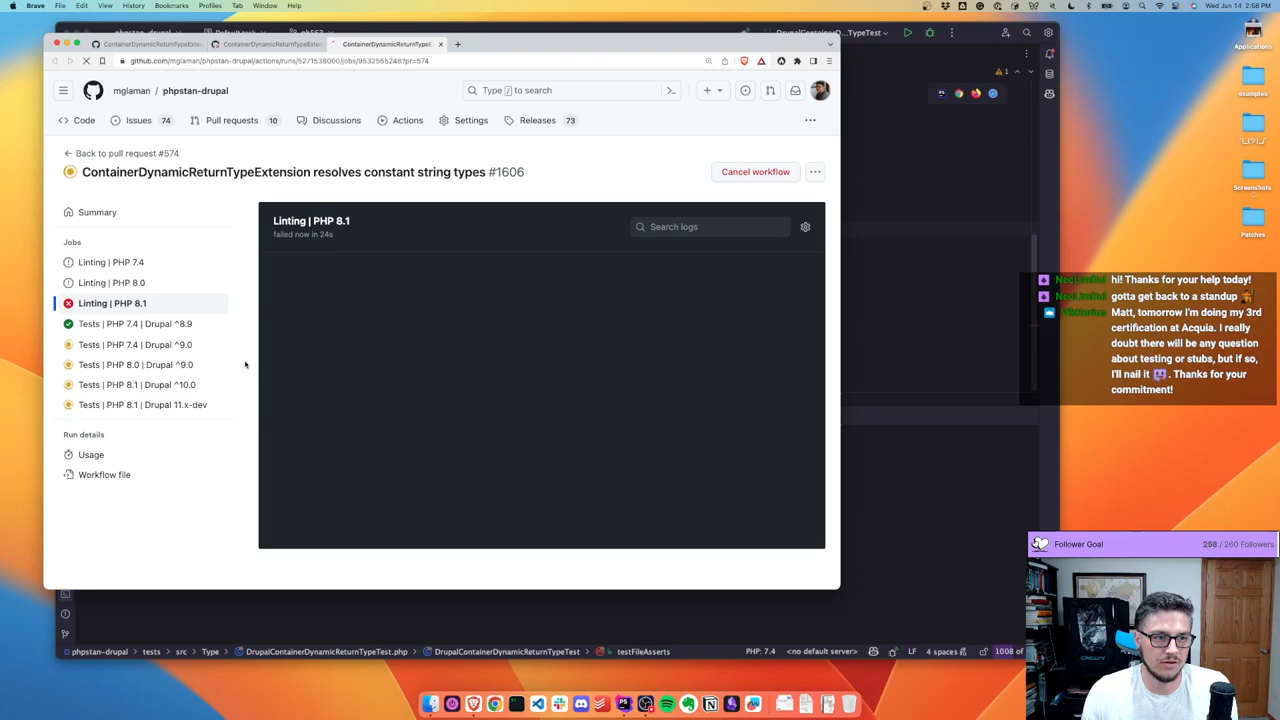 Brave File Edit View History Bookmarks Profiles Tab Window Help
Wed Jun 14 2:58 PM
ContainerDynamicReturnTypeExten
ContainerDynamicReturnTypeExten
ContainerDynamicReturnTypeE
github.com/mglaman/phpstan-drupal/actions/runs/5271538000/jobs/9532565248?pr=574
mglaman / phpstan-drupal
Type / to search
Code
Issues 74
Pull requests 10
Discussions
Actions
Settings
Releases 73
Back to pull request #574
ContainerDynamicReturnTypeExtension resolves constant string types #1606
Cancel workflow
Summary
Jobs
Linting | PHP 7.4
Linting | PHP 8.0
Linting | PHP 8.1
Tests | PHP 7.4 | Drupal ^8.9
Tests | PHP 7.4 | Drupal ^9.0
Tests | PHP 8.0 | Drupal ^9.0
Tests | PHP 8.1 | Drupal ^10.0
Tests | PHP 8.1 | Drupal 11.x-dev
Run details
Usage
Workflow file
Linting | PHP 8.1
failed now in 24s
Search logs
1
Applications
examples
¯\_(ツ)_/¯
Screenshots
Patches
hi! Thanks for your help today!
gotta get back to a standup
Matt, tomorrow I'm doing my 3rd
certification at Acquia. I really
doubt there will be any question
about testing or stubs, but if so,
I'll nail it . Thanks for your
commitment!
Follower Goal 258 / 260 Followers
phpstan-drupal tests src Type DrupalContainerDynamicReturnTypeTest.php DrupalContainerDynamicReturnTypeTest testFileAsserts
PHP: 7.4 <no default server> LF 4 spaces 1008 of